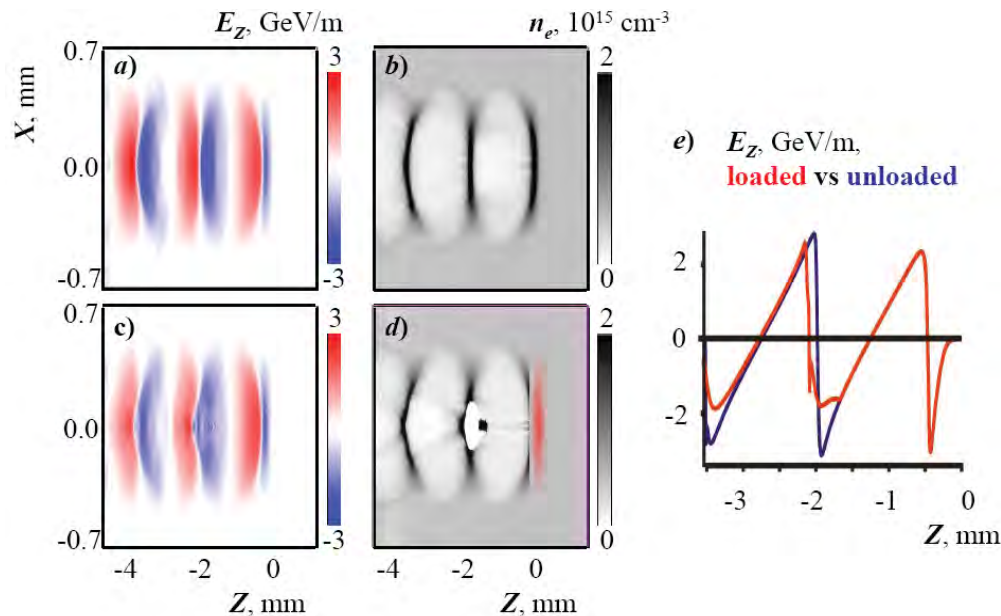 E_Z, GeV/m
n_e, 10^15 cm^-3
0.7
a)
3
b)
2
X, mm
0.0
-0.7
-3
0
e) E_Z, GeV/m,
loaded vs unloaded
0.7
c)
3
d)
2
0.0
-0.7
-3
0
2
0
-2
-3 -2 -1 0
Z, mm
-4 -2 0
Z, mm
-4 -2 0
Z, mm